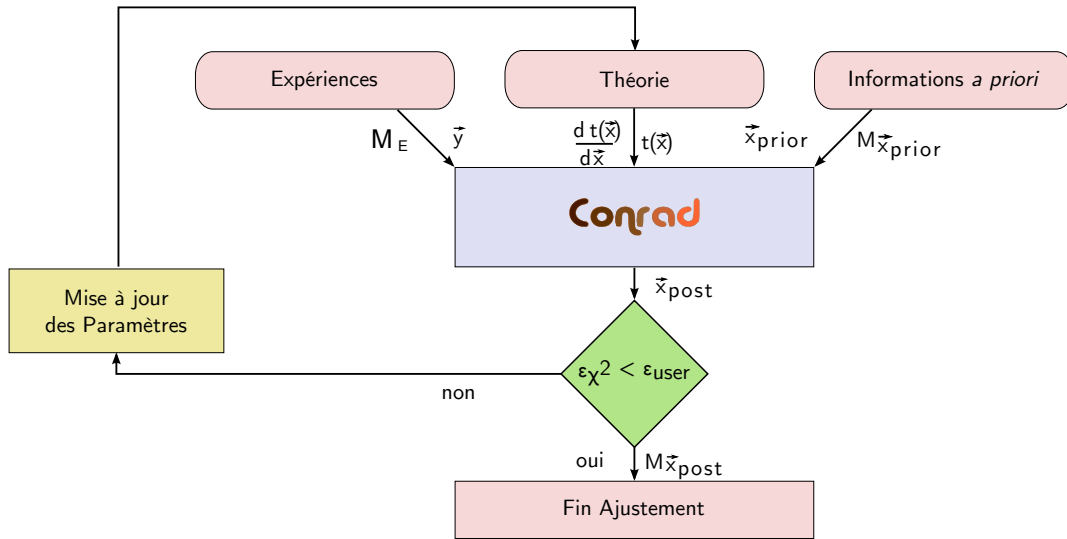 Expériences
Théorie
Informations a priori
M E
y⃗
d t(x⃗)
dx⃗
t(x⃗)
x⃗prior
Mx⃗prior
Conrad
x⃗post
Mise à jour
des Paramètres
εχ2 < εuser
non
oui
Mx⃗post
Fin Ajustement